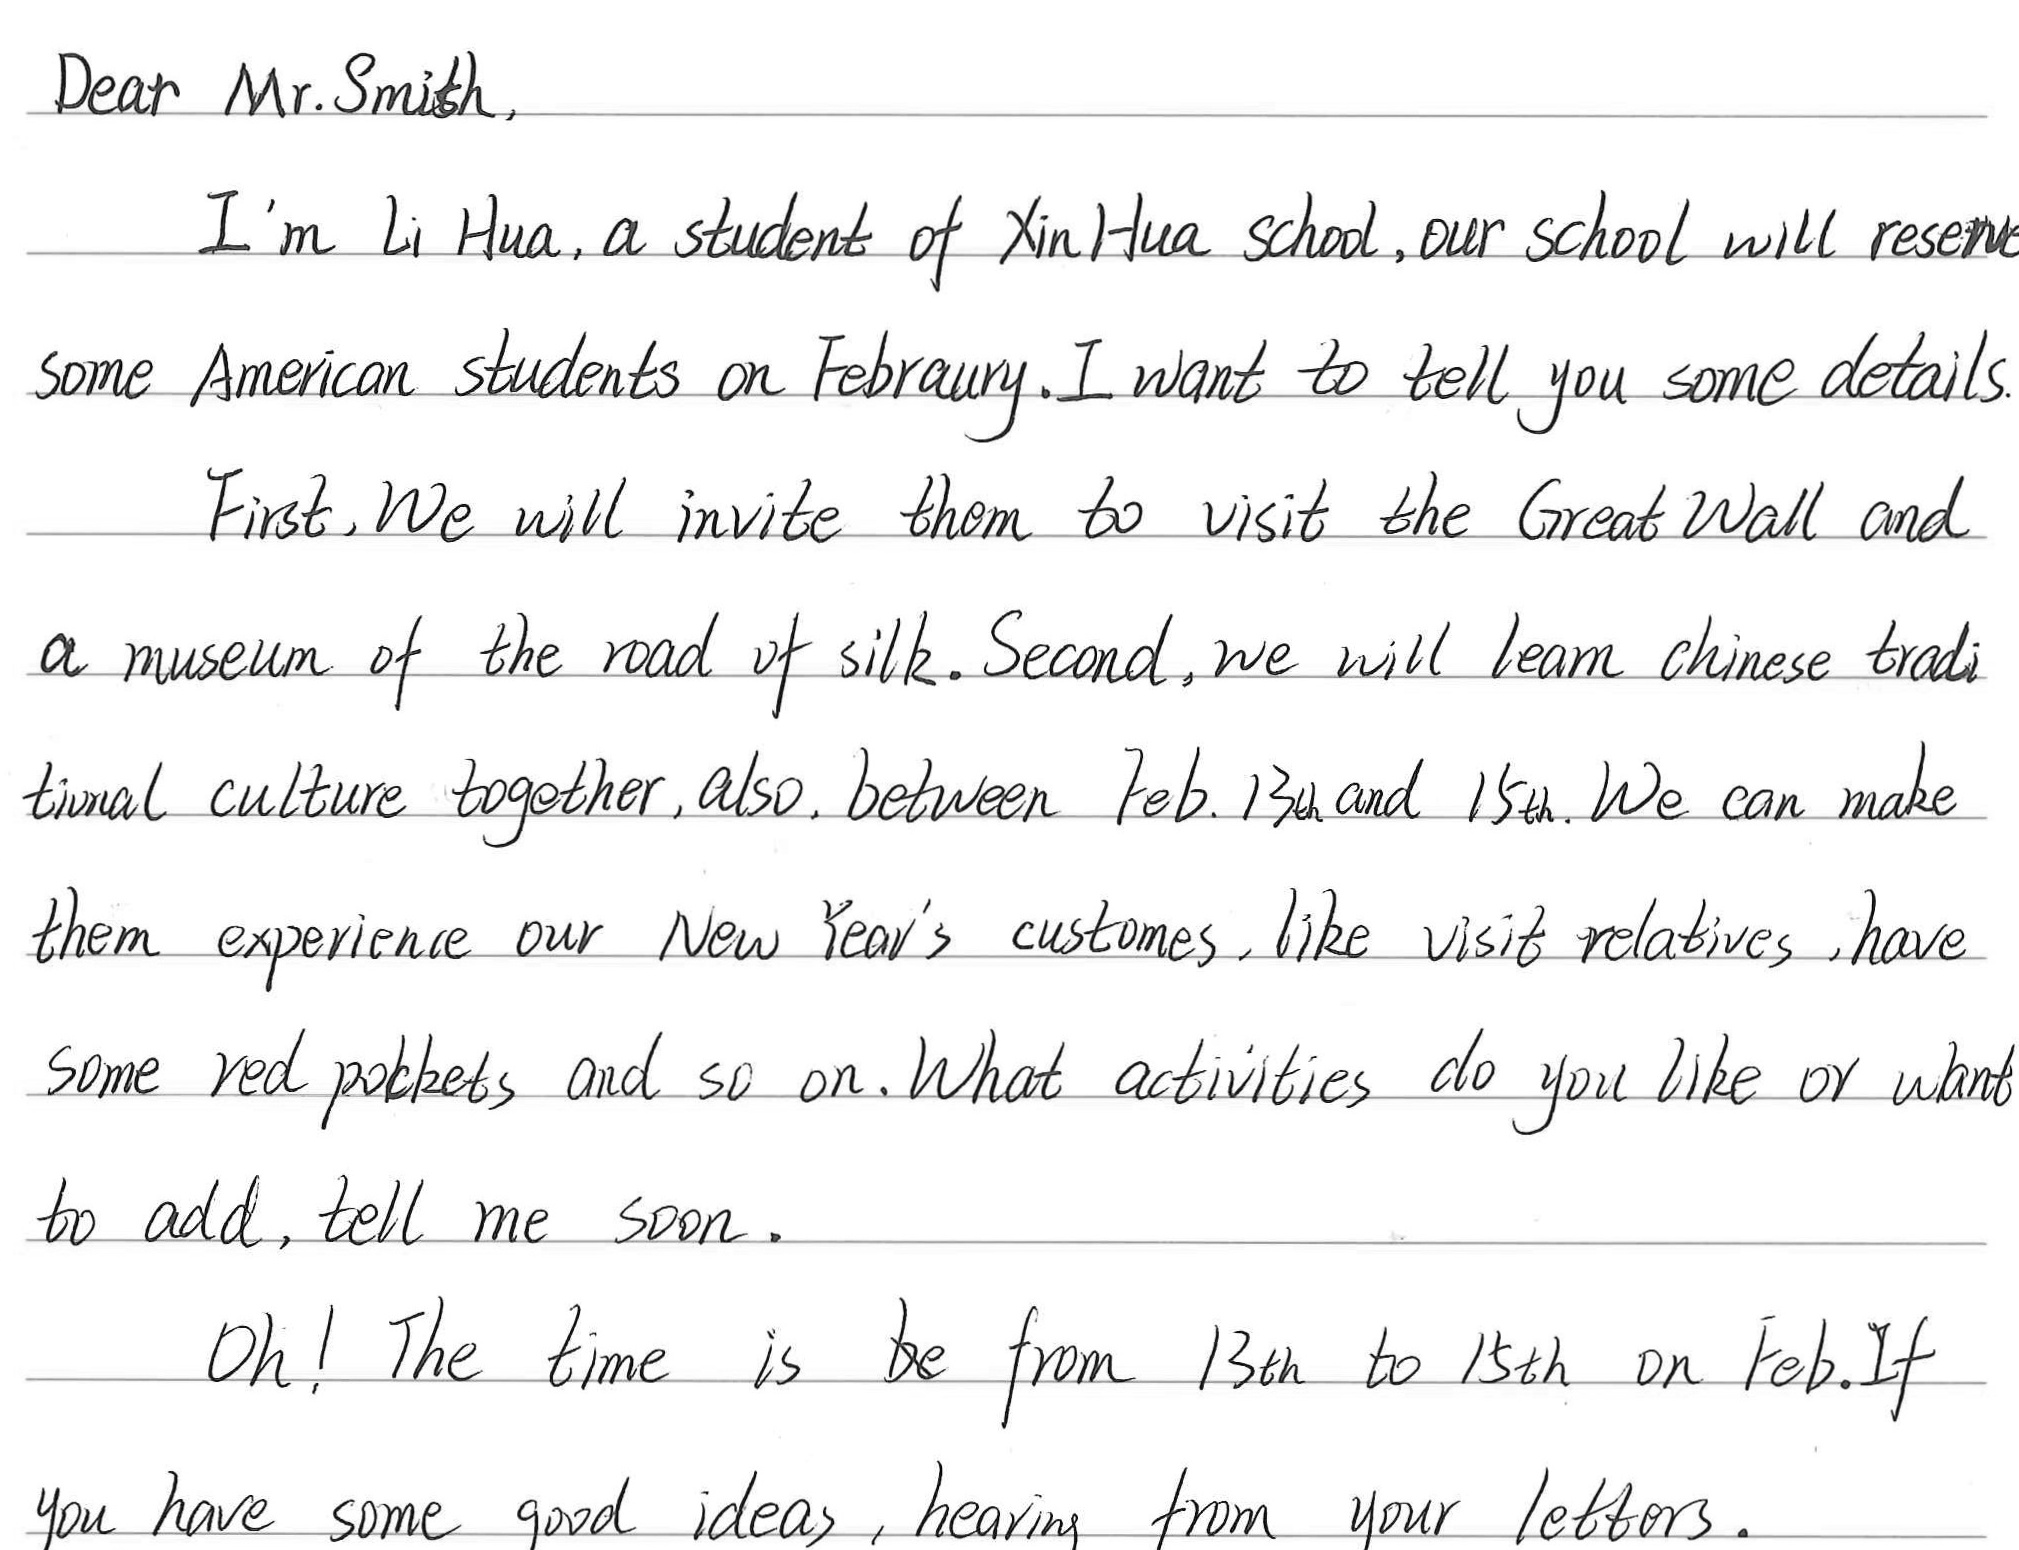 Dear Mr. Smith,
I'm Li Hua, a student of XinHua school, our school will reserve
some American students on Febraury. I want to tell you some details.
First, We will invite them to visit the Great Wall and
a museum of the road of silk. Second, we will learn chinese tradi
tional culture together, also, between Feb. 13th and 15th. We can make
them experience our New Year's customes, like visit relatives, have
some red pockets and so on. What activities do you like or want
to add, tell me soon.
Oh! The time is be from 13th to 15th on Feb. If
you have some good ideas, hearing from your letters.